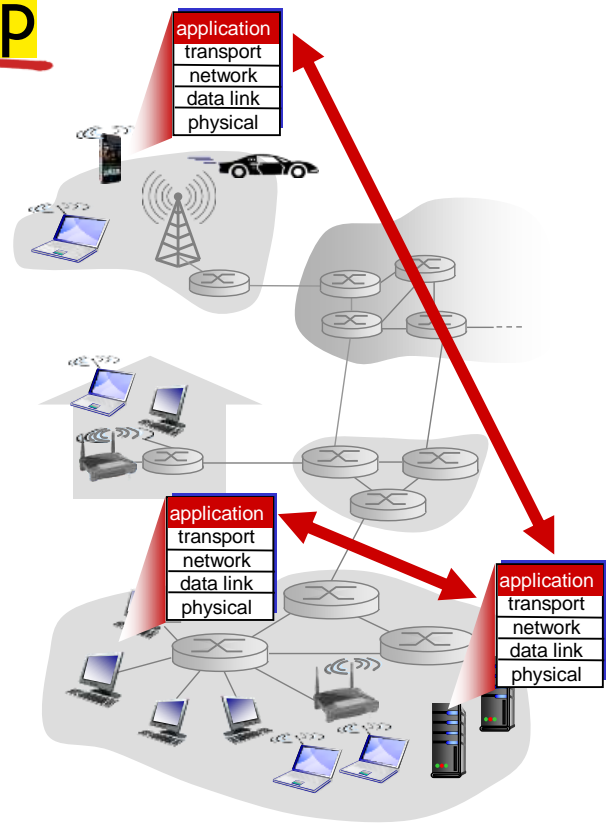 P
application
transport
network
data link
physical
application
transport
network
data link
physical
application
transport
network
data link
physical